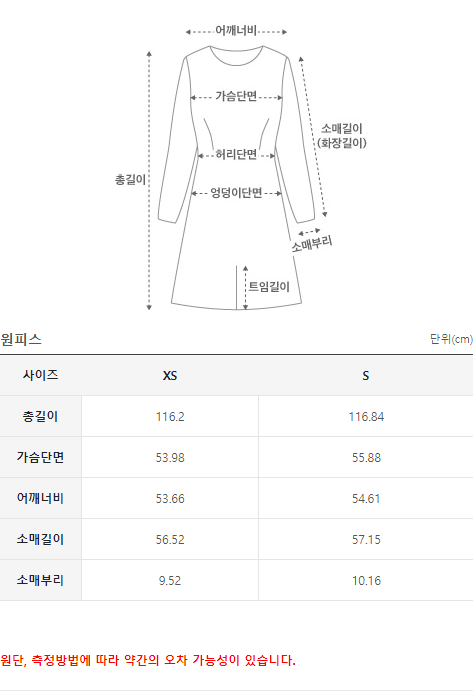 어깨너비
가슴단면
소매길이
(화장길이)
허리단면
총길이
엉덩이단면
소매부리
트임길이
원피스 단위(cm)
사이즈 XS S
총길이 116.2 116.84
가슴단면 53.98 55.88
어깨너비 53.66 54.61
소매길이 56.52 57.15
소매부리 9.52 10.16
원단, 측정방법에 따라 약간의 오차 가능성이 있습니다.